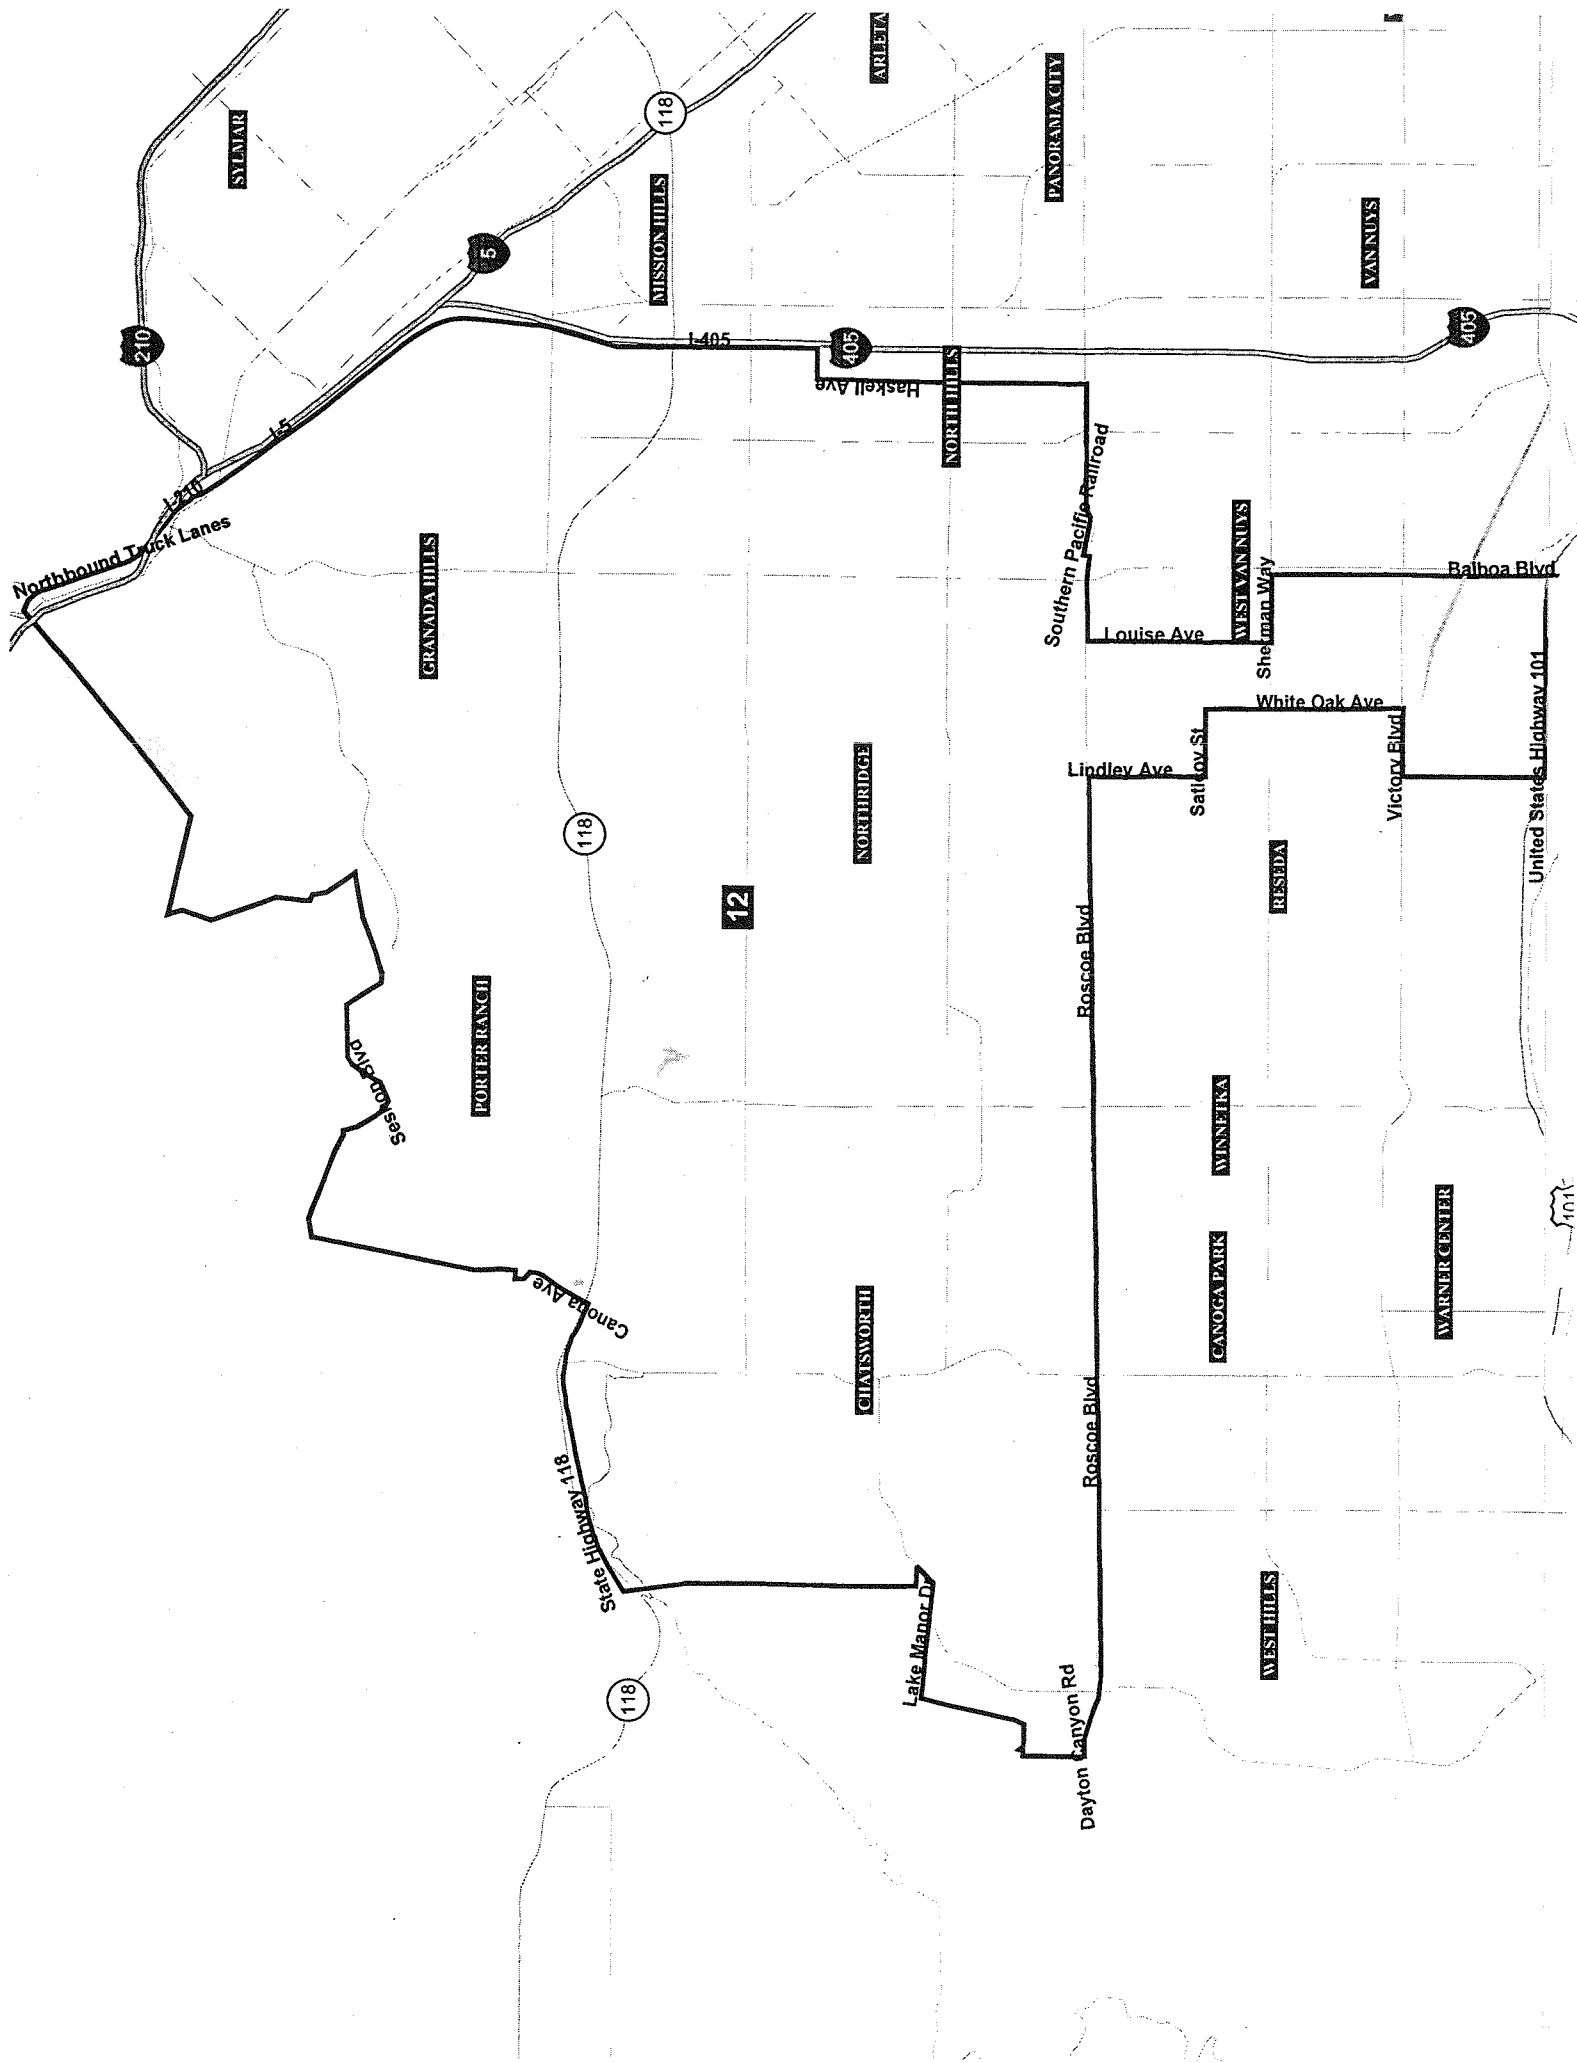 Northbound Truck Lanes
210
I-210
SYLMAR
I-5
Sesnon Blvd
GRANADA HILLS
PORTER RANCH
5
Canoga Ave
State Highway 118
118
118
118
MISSION HILLS
I-405
12
405
Haskell Ave
CHATSWORTH
NORTHRIDGE
ARLETA
Lake Manor D
NORTH HILLS
PANORAMA CITY
Dayton Canyon Rd
Roscoe Blvd
Roscoe Blvd
Southern Pacific Railroad
Lindley Ave
Louise Ave
Saticoy St
CANOGA PARK
WINNETKA
WEST VAN NUYS
WEST HILLS
RESEDA
Sherman Way
White Oak Ave
VAN NUYS
Victory Blvd
WARNER CENTER
405
Balboa Blvd
United States Highway 101
101